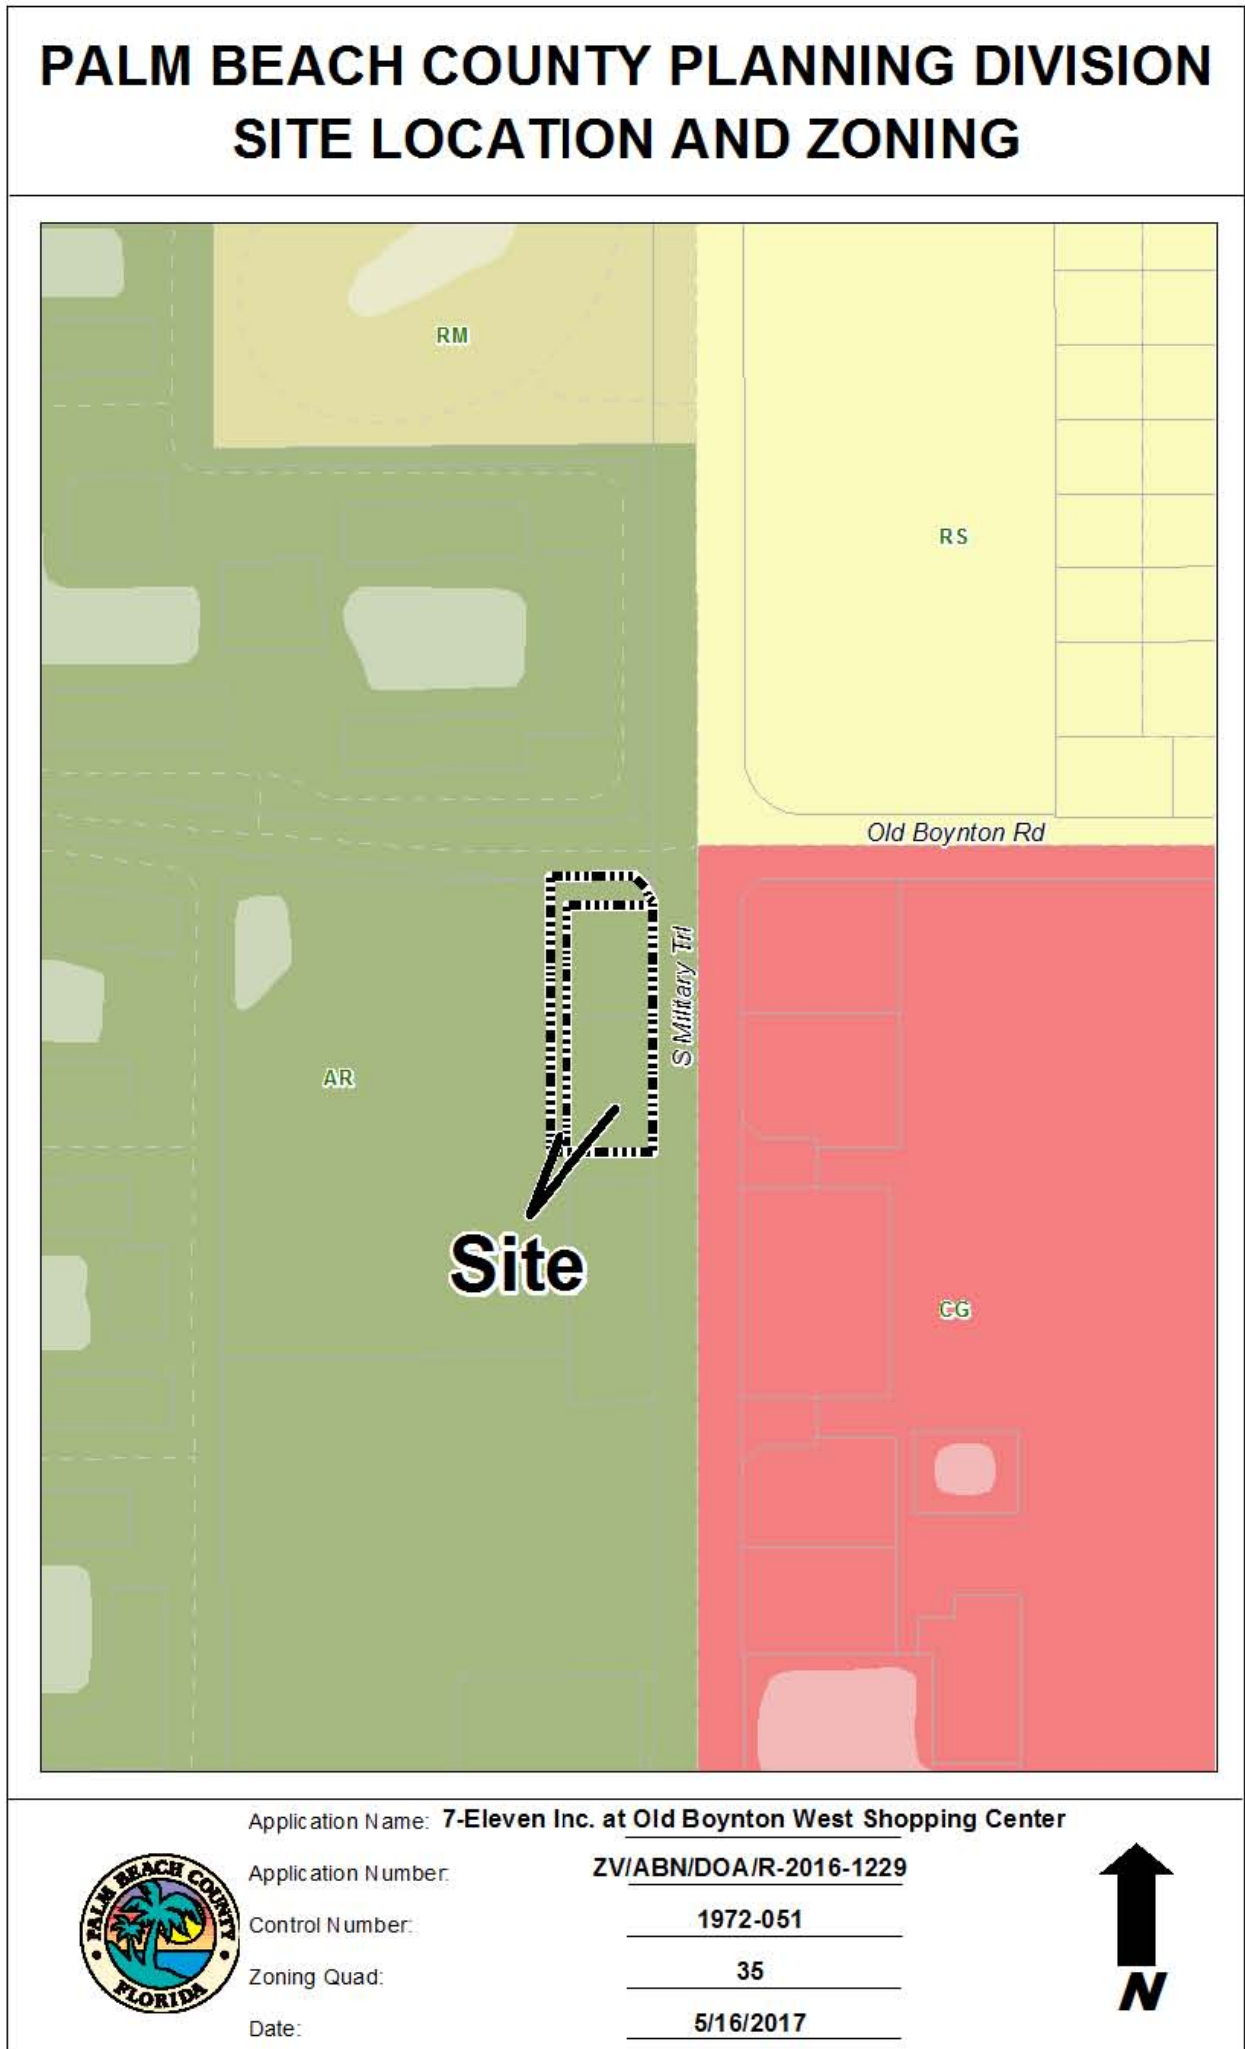 PALM BEACH COUNTY PLANNING DIVISION
SITE LOCATION AND ZONING
RM
RS
Old Boynton Rd
S Military Trl
AR
Site
CG
Application Name: 7-Eleven Inc. at Old Boynton West Shopping Center
Application Number: ZV/ABN/DOA/R-2016-1229
Control Number: 1972-051
Zoning Quad: 35
Date: 5/16/2017
PALM BEACH COUNTY
FLORIDA
N